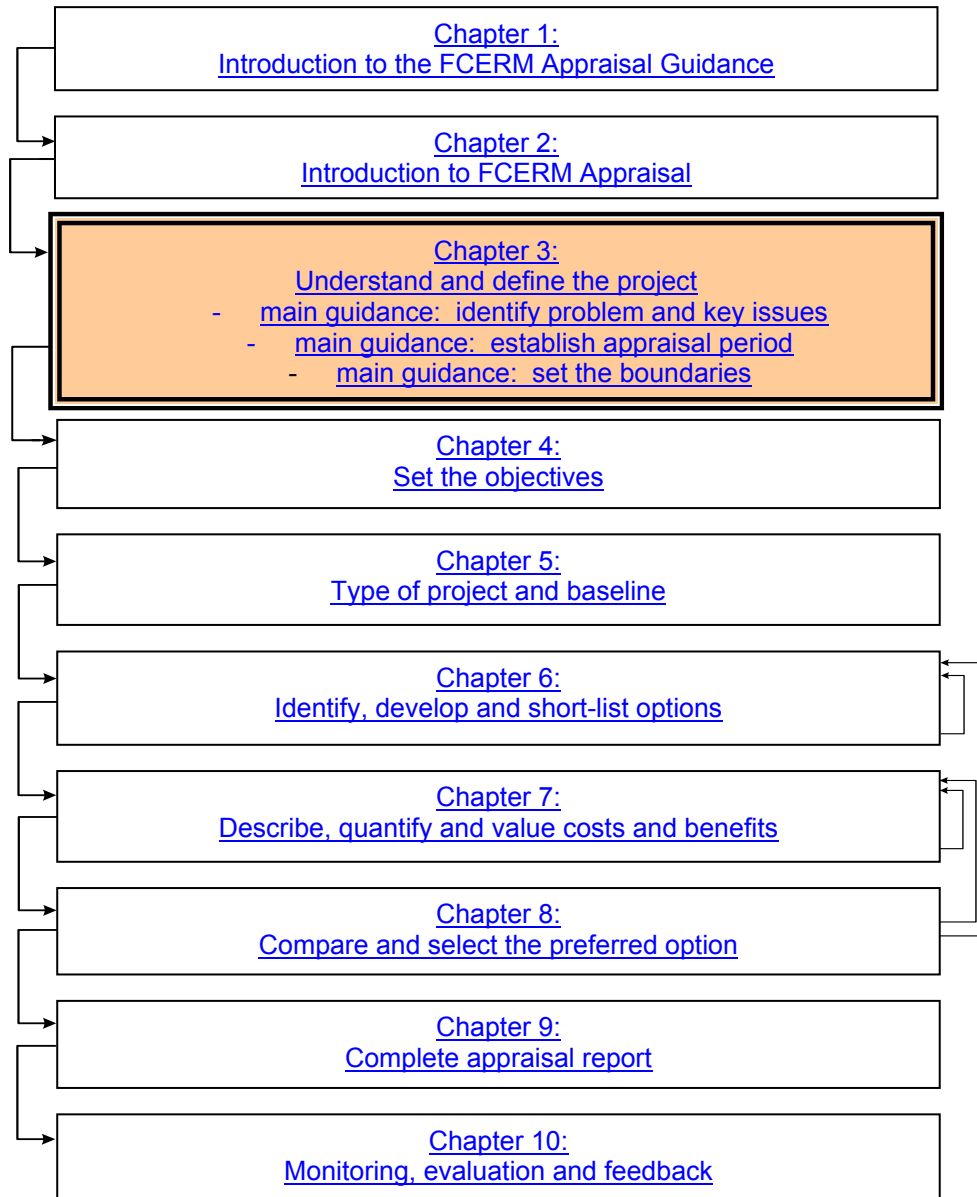 Chapter 1:
Introduction to the FCERM Appraisal Guidance
Chapter 2:
Introduction to FCERM Appraisal
Chapter 3:
Understand and define the project
- main guidance: identify problem and key issues
- main guidance: establish appraisal period
- main guidance: set the boundaries
Chapter 4:
Set the objectives
Chapter 5:
Type of project and baseline
Chapter 6:
Identify, develop and short-list options
Chapter 7:
Describe, quantify and value costs and benefits
Chapter 8:
Compare and select the preferred option
Chapter 9:
Complete appraisal report
Chapter 10:
Monitoring, evaluation and feedback